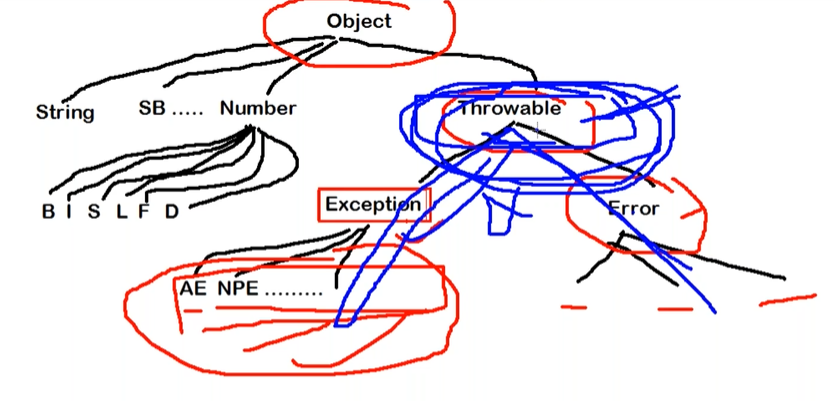 Object
String SB ..... Number Throwable
B I S L F D Exception Error
AE NPE .........